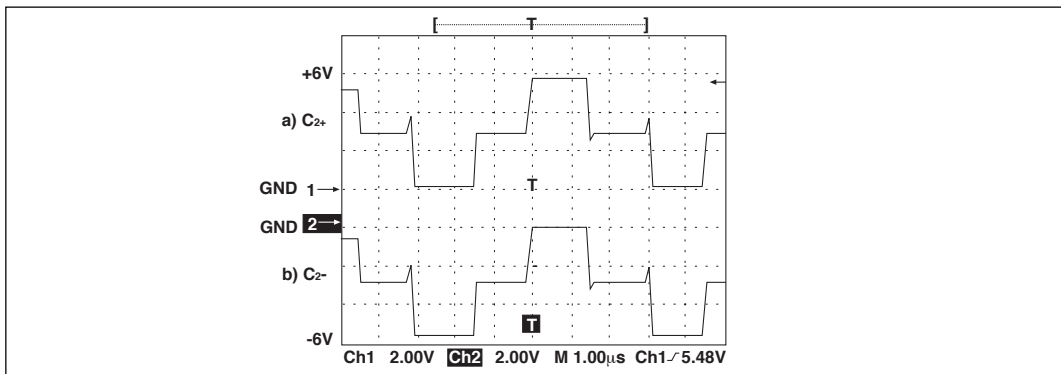 [ T ]
+6V
a) C2+
GND 1→ T
GND 2→
b) C2-
T
-6V
Ch1 2.00V Ch2 2.00V M 1.00µs Ch1 5.48V